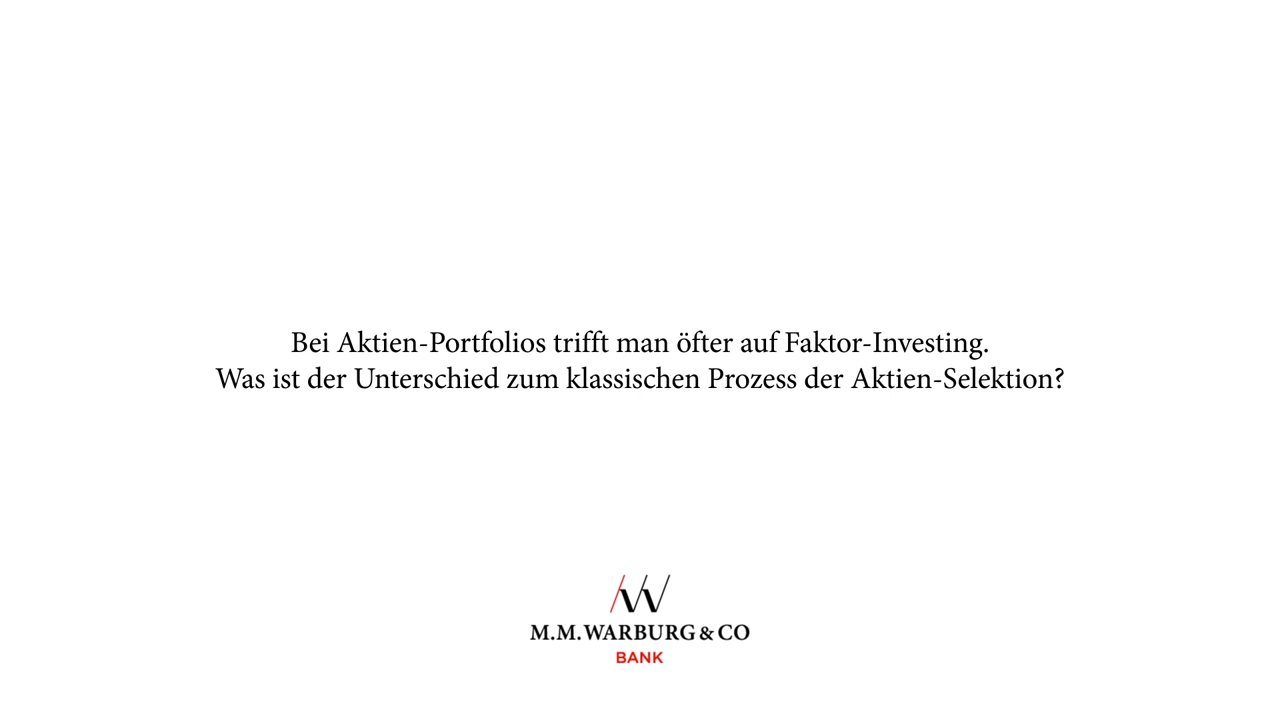 Bei Aktien-Portfolios trifft man öfter auf Faktor-Investing.
Was ist der Unterschied zum klassischen Prozess der Aktien-Selektion?
M.M.WARBURG & CO
BANK